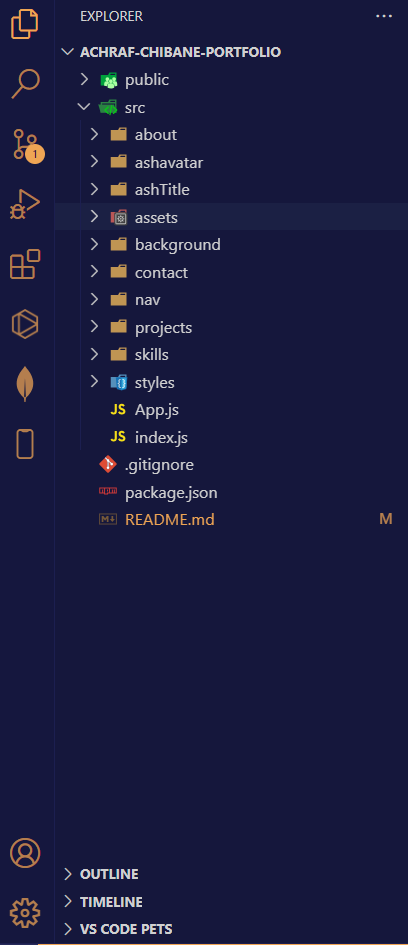 EXPLORER
ACHRAF-CHIBANE-PORTFOLIO
public
src
about
ashavatar
ashTitle
assets
background
contact
nav
projects
skills
styles
JS App.js
JS index.js
.gitignore
package.json
README.md M
1
OUTLINE
TIMELINE
VS CODE PETS